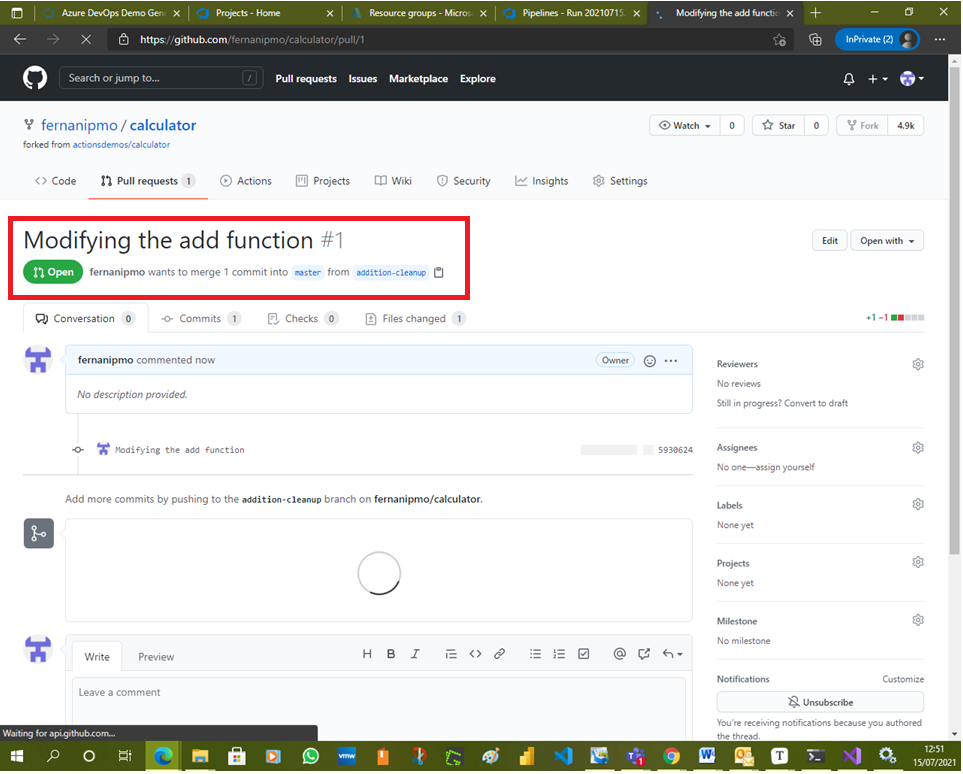 Azure DevOps Demo Gene
Projects - Home
Resource groups - Micros
Pipelines - Run 20210715.
Modifying the add functio
https://github.com/fernanipmo/calculator/pull/1
InPrivate (2)
Search or jump to...
/
Pull requests Issues Marketplace Explore
fernanipmo / calculator
forked from actionsdemos/calculator
Watch 0
Star 0
Fork 4.9k
Code
Pull requests 1
Actions
Projects
Wiki
Security
Insights
Settings
Modifying the add function #1
Edit
Open with
Open fernanipmo wants to merge 1 commit into master from addition-cleanup
Conversation 0
Commits 1
Checks 0
Files changed 1
+1 −1
fernanipmo commented now
Owner
No description provided.
Modifying the add function
5930624
Add more commits by pushing to the addition-cleanup branch on fernanipmo/calculator.
Write
Preview
H B I
Leave a comment
Reviewers
No reviews
Still in progress? Convert to draft
Assignees
No one—assign yourself
Labels
None yet
Projects
None yet
Milestone
No milestone
Notifications
Customize
Unsubscribe
You're receiving notifications because you authored
the thread.
Waiting for api.github.com...
12:51
15/07/2021